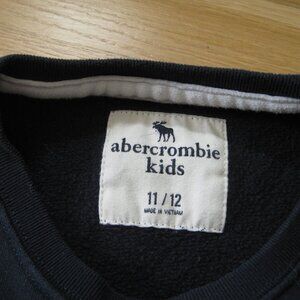 abercrombie
kids
11 / 12
MADE IN VIETNAM